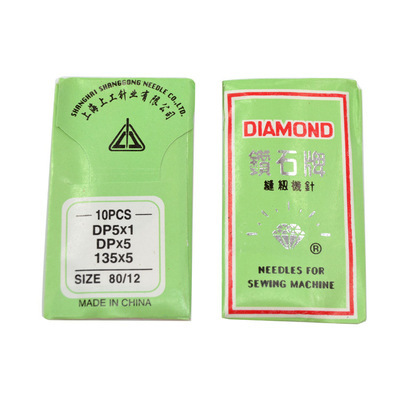 SHANGHAI SHANGGONG NEEDLE CO.,LTD.
上海上工针业有限公司
10PCS
DP5x1
DPx5
135x5
SIZE 80/12
MADE IN CHINA
DIAMOND
鑽石牌
縫紉機針
®
NEEDLES FOR
SEWING MACHINE